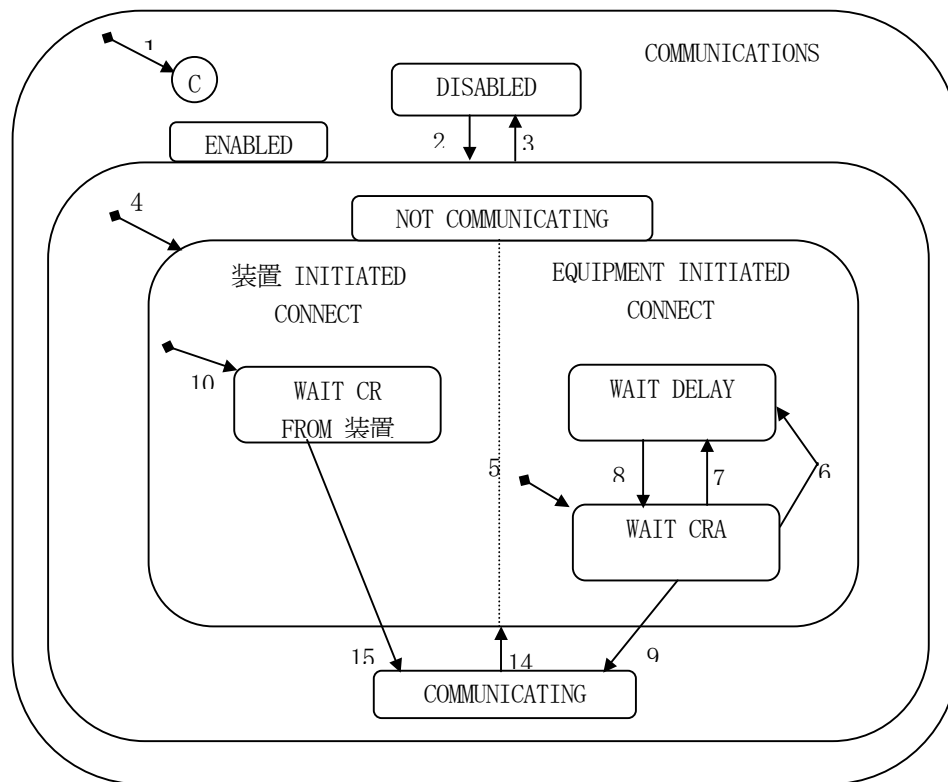 1
COMMUNICATIONS
C
DISABLED
2
3
ENABLED
4
NOT COMMUNICATING
装置 INITIATED
CONNECT
EQUIPMENT INITIATED
CONNECT
10
WAIT CR
FROM 装置
WAIT DELAY
5
8
7
6
WAIT CRA
15
14
9
COMMUNICATING